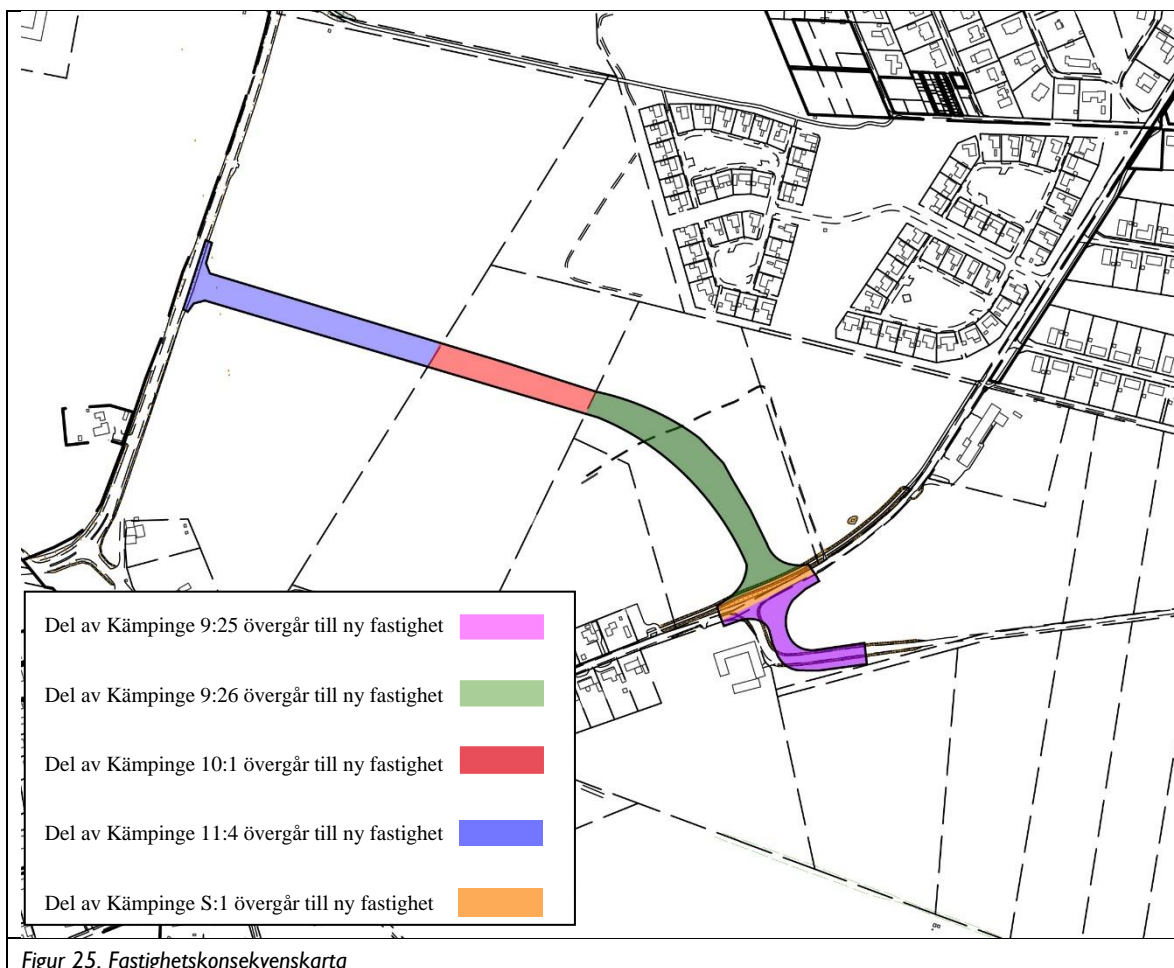 Del av Kämpinge 9:25 övergår till ny fastighet
Del av Kämpinge 9:26 övergår till ny fastighet
Del av Kämpinge 10:1 övergår till ny fastighet
Del av Kämpinge 11:4 övergår till ny fastighet
Del av Kämpinge S:1 övergår till ny fastighet
Figur 25. Fastighetskonsekvenskarta